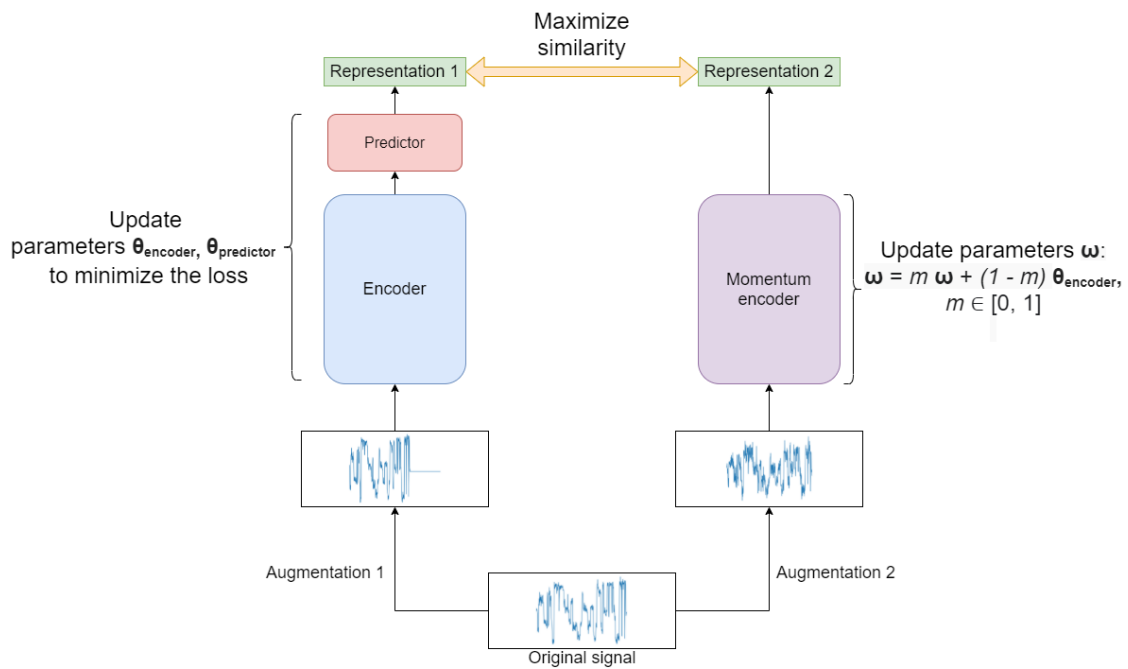 Maximize
similarity
Representation 1
Representation 2
Predictor
Update
parameters θencoder, θpredictor
to minimize the loss
Encoder
Momentum
encoder
Update parameters ω:
ω = m ω + (1 - m) θencoder,
m ∈ [0, 1]
Augmentation 1
Augmentation 2
Original signal